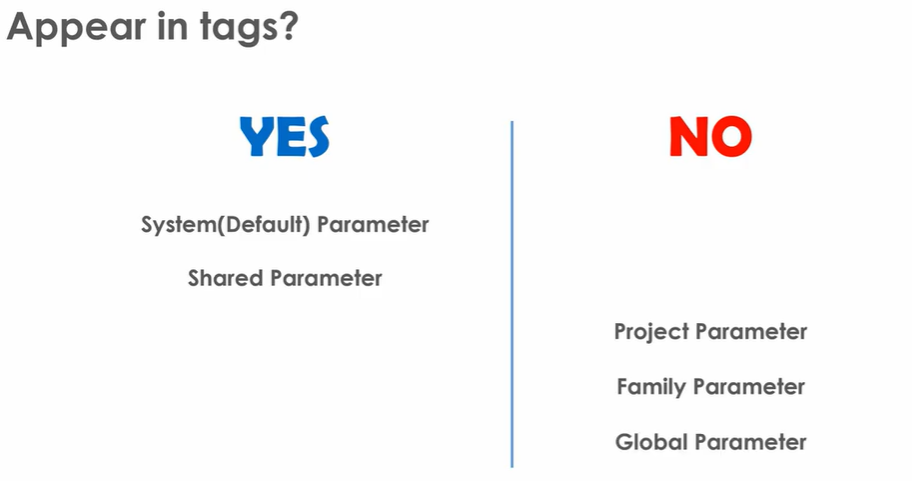 Appear in tags?
YES
System(Default) Parameter
Shared Parameter
NO
Project Parameter
Family Parameter
Global Parameter